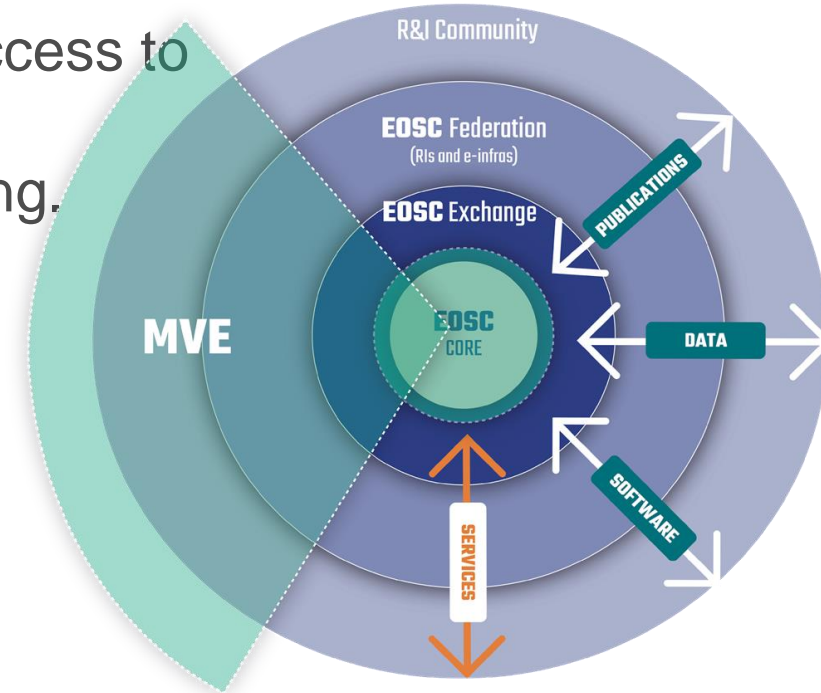 ccess to
ng.
R&I Community
EOSC Federation
(RIs and e-infras)
EOSC Exchange
PUBLICATIONS
MVE
EOSC
CORE
DATA
SOFTWARE
SERVICES